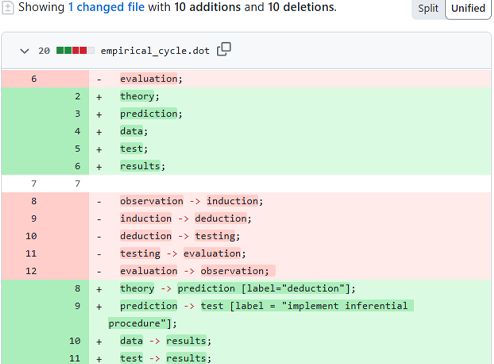 Showing 1 changed file with 10 additions and 10 deletions.
Split Unified
20 empirical_cycle.dot
6 - evaluation;
2 + theory;
3 + prediction;
4 + data;
5 + test;
6 + results;
7 7
8 - observation -> induction;
9 - induction -> deduction;
10 - deduction -> testing;
11 - testing -> evaluation;
12 - evaluation -> observation;
8 + theory -> prediction [label="deduction"];
9 + prediction -> test [label = "implement inferential
procedure"];
10 + data -> results;
11 + test -> results;